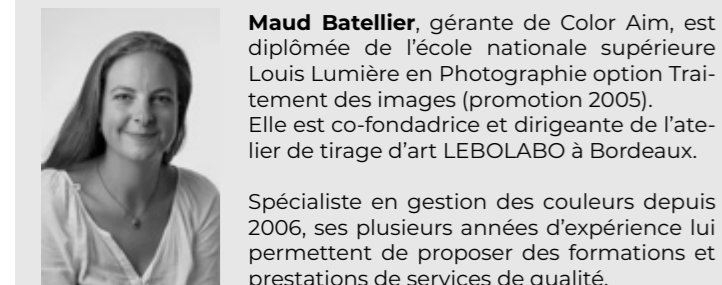 Maud Batellier, gérante de Color Aim, est
diplômée de l'école nationale supérieure
Louis Lumière en Photographie option Trai-
tement des images (promotion 2005).
Elle est co-fondadrice et dirigeante de l'ate-
lier de tirage d'art LEBOLABO à Bordeaux.
Spécialiste en gestion des couleurs depuis
2006, ses plusieurs années d'expérience lui
permettent de proposer des formations et
prestations de services de qualité.